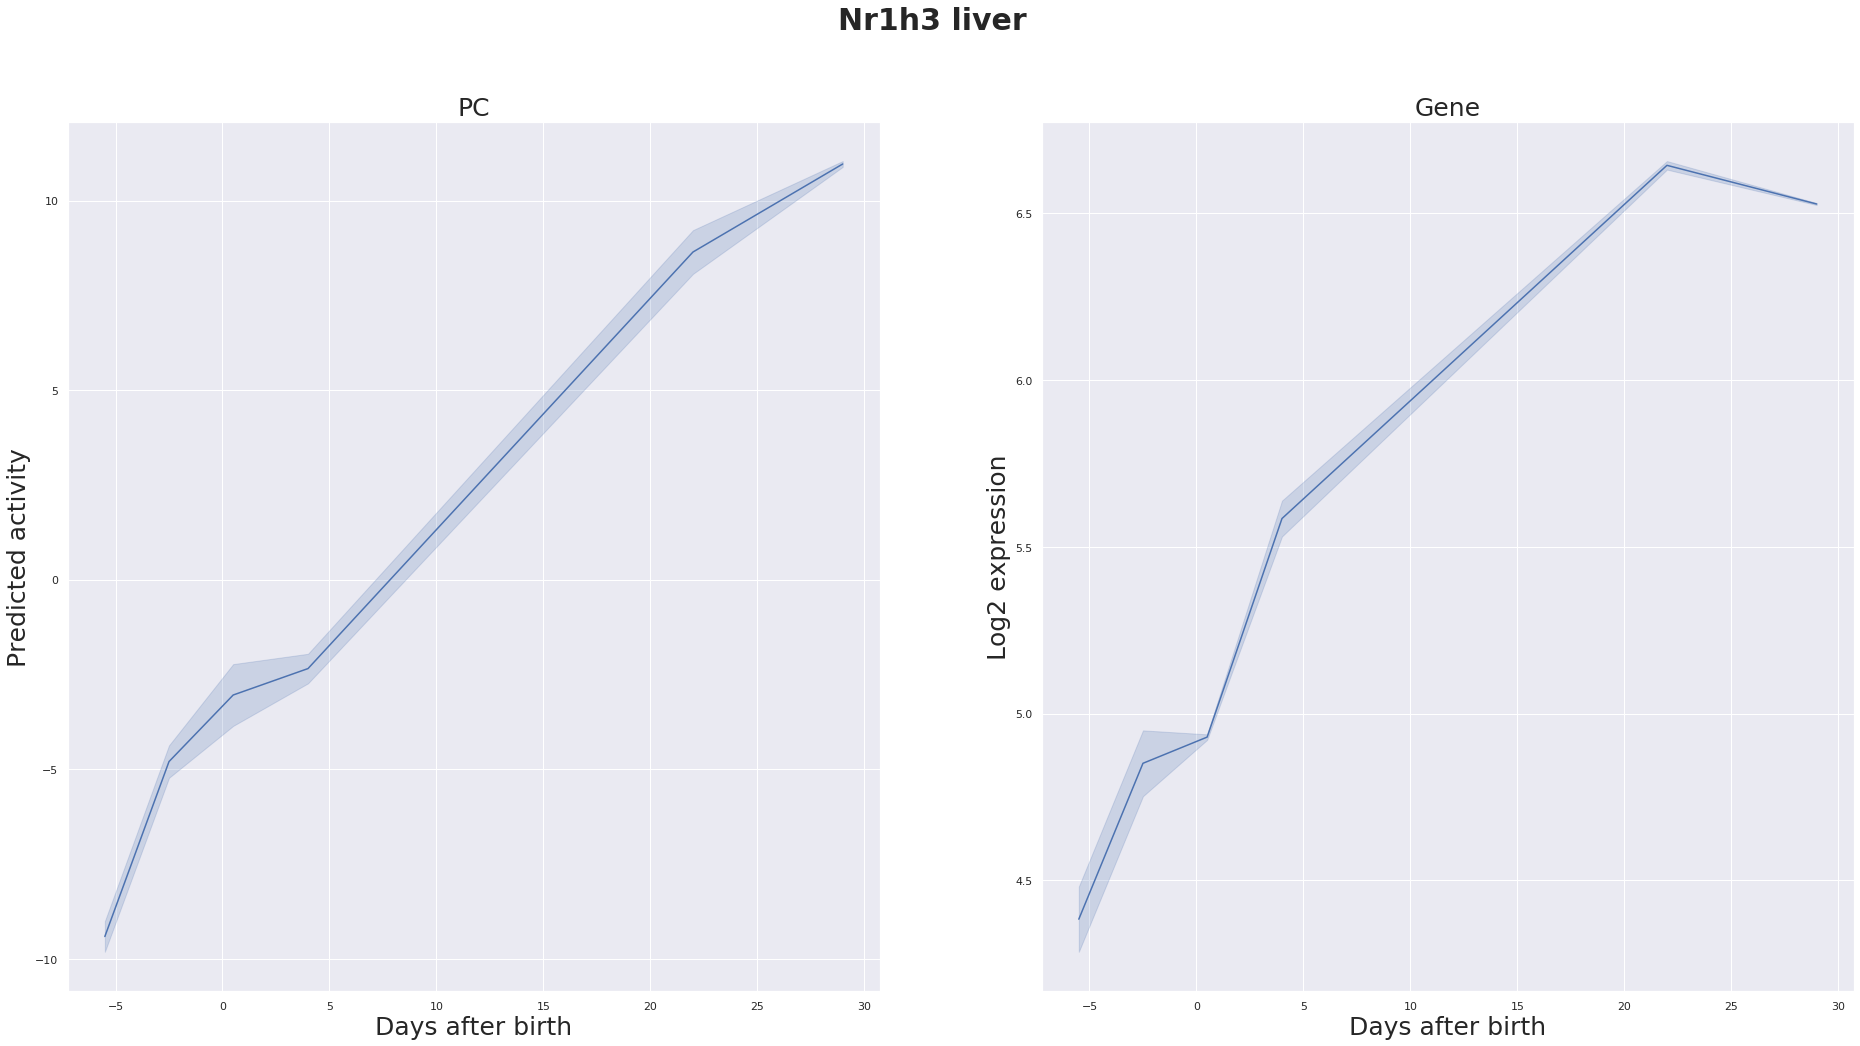 Nr1h3 liver
PC
Predicted activity
10
5
0
−5
−10
−5 0 5 10 15 20 25 30
Days after birth
Gene
Log2 expression
6.5
6.0
5.5
5.0
4.5
−5 0 5 10 15 20 25 30
Days after birth